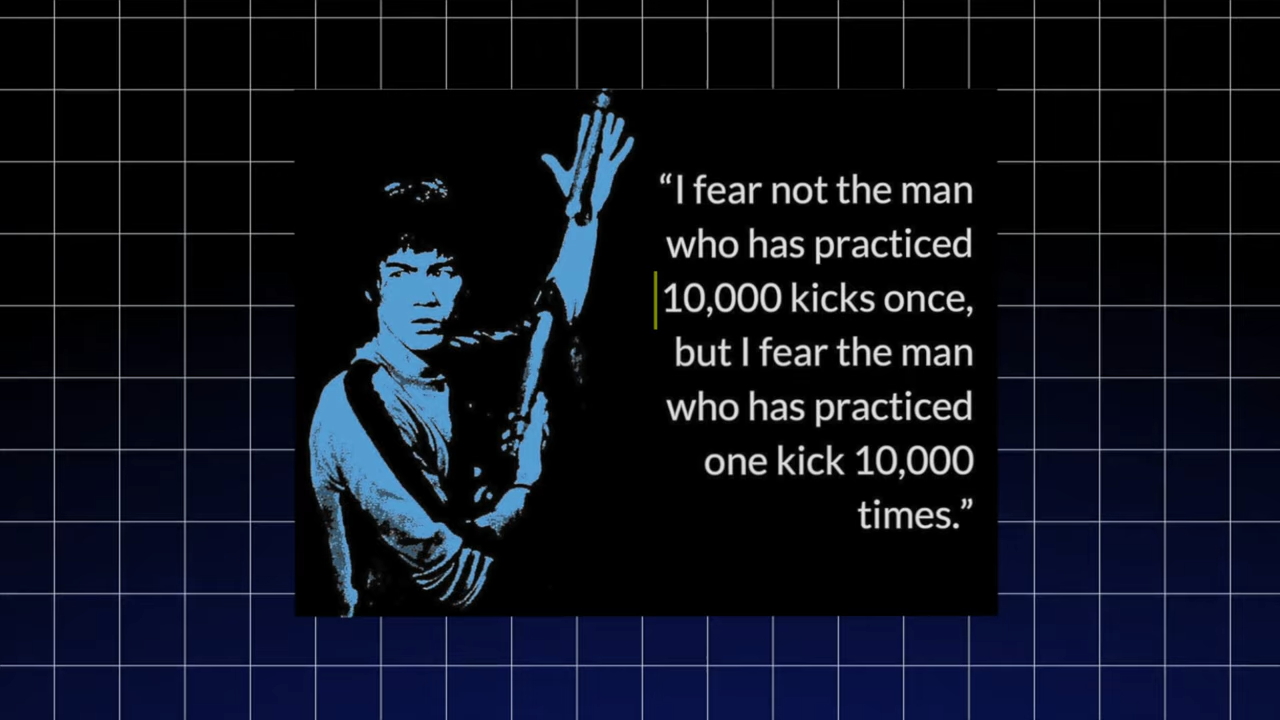 “I fear not the man
who has practiced
10,000 kicks once,
but I fear the man
who has practiced
one kick 10,000
times.”